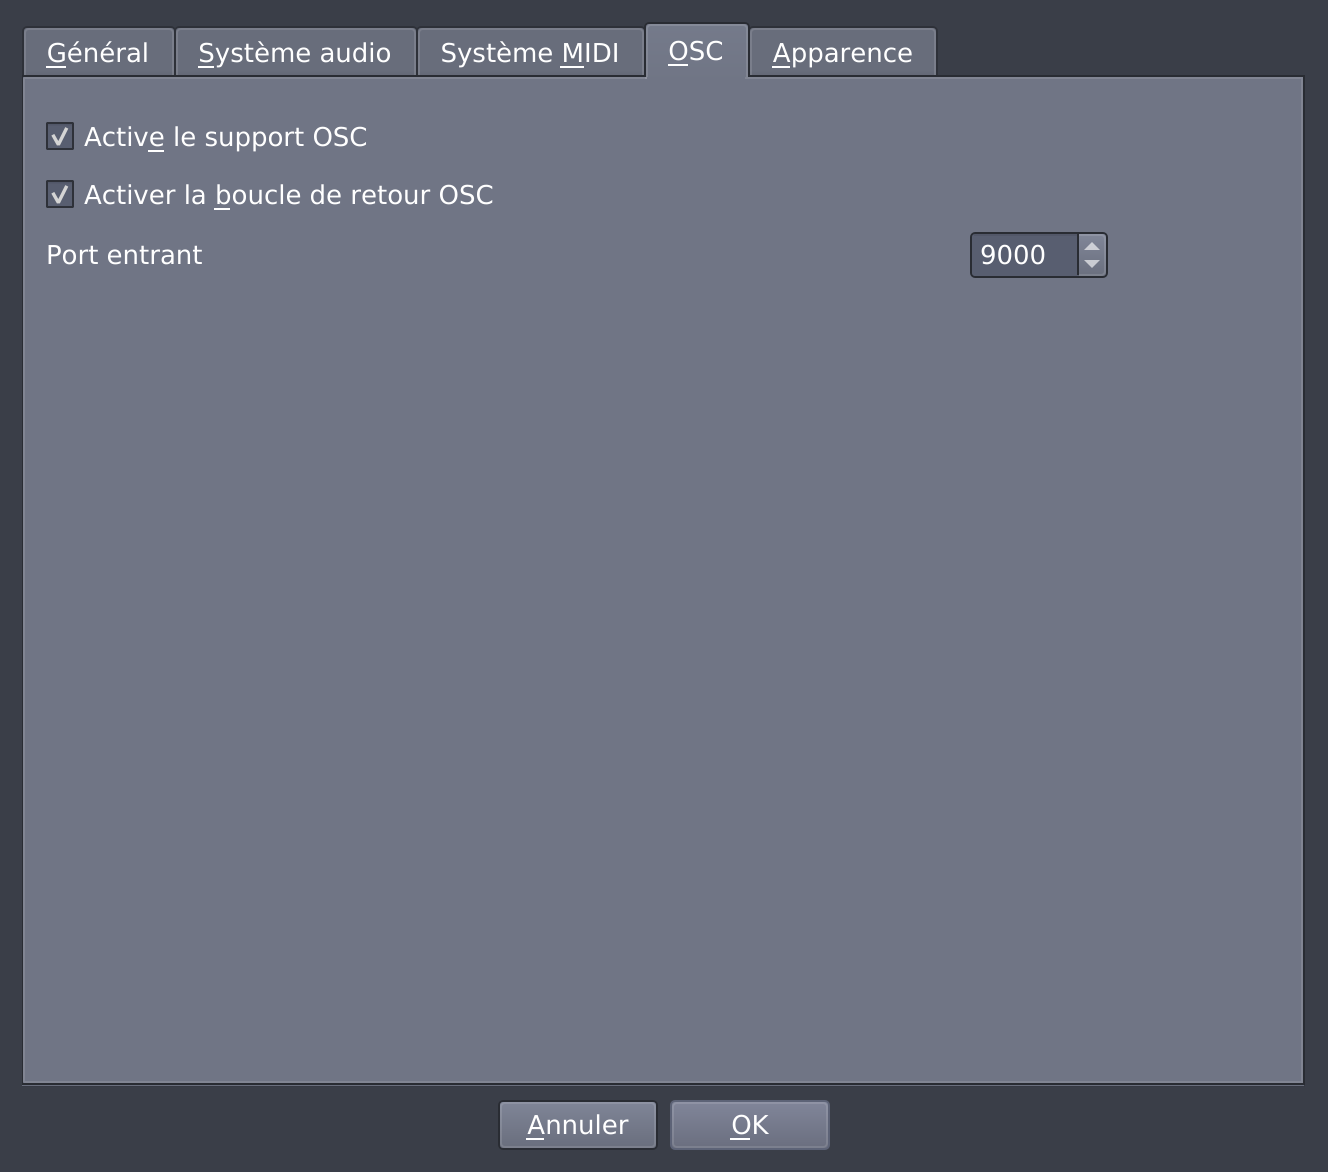 Général Système audio Système MIDI OSC Apparence
Active le support OSC
Activer la boucle de retour OSC
Port entrant 9000
Annuler OK